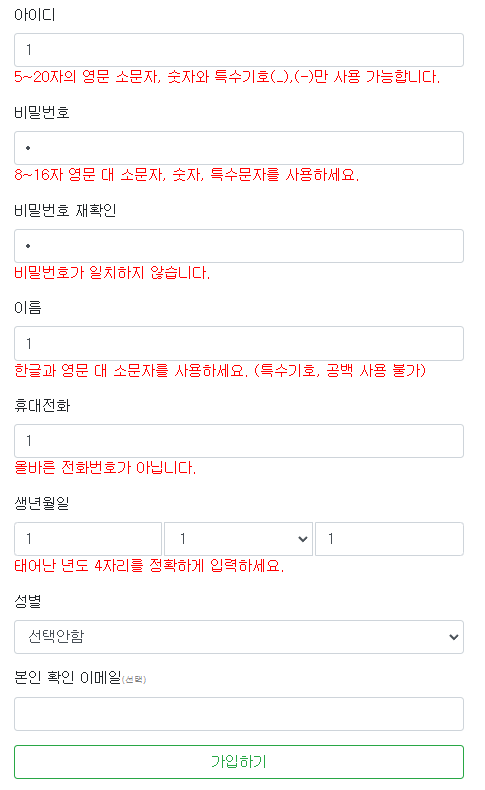 아이디
1
5~20자의 영문 소문자, 숫자와 특수기호(_),(-)만 사용 가능합니다.
비밀번호
•
8~16자 영문 대 소문자, 숫자, 특수문자를 사용하세요.
비밀번호 재확인
•
비밀번호가 일치하지 않습니다.
이름
1
한글과 영문 대 소문자를 사용하세요. (특수기호, 공백 사용 불가)
휴대전화
1
올바른 전화번호가 아닙니다.
생년월일
1 1 1
태어난 년도 4자리를 정확하게 입력하세요.
성별
선택안함
본인 확인 이메일(선택)
가입하기